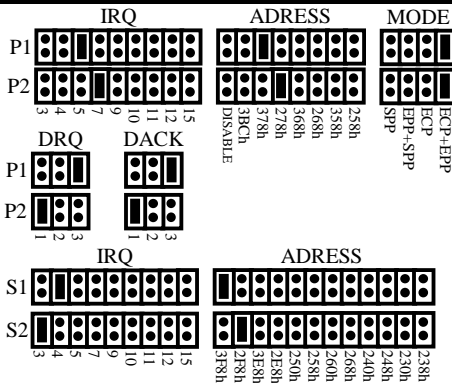 IRQ ADRESS MODE
P1
P2
3 4 5 7 9 10 11 12 15 DISABLE 3BCh 378h 278h 368h 268h 358h 258h SPP EPP+SPP ECP ECP+EPP
DRQ DACK
P1
P2
1 2 3 1 2 3
IRQ ADRESS
S1
S2
3 4 5 7 9 10 11 12 15 3F8h 2F8h 3E8h 2E8h 250h 258h 260h 268h 240h 248h 230h 238h